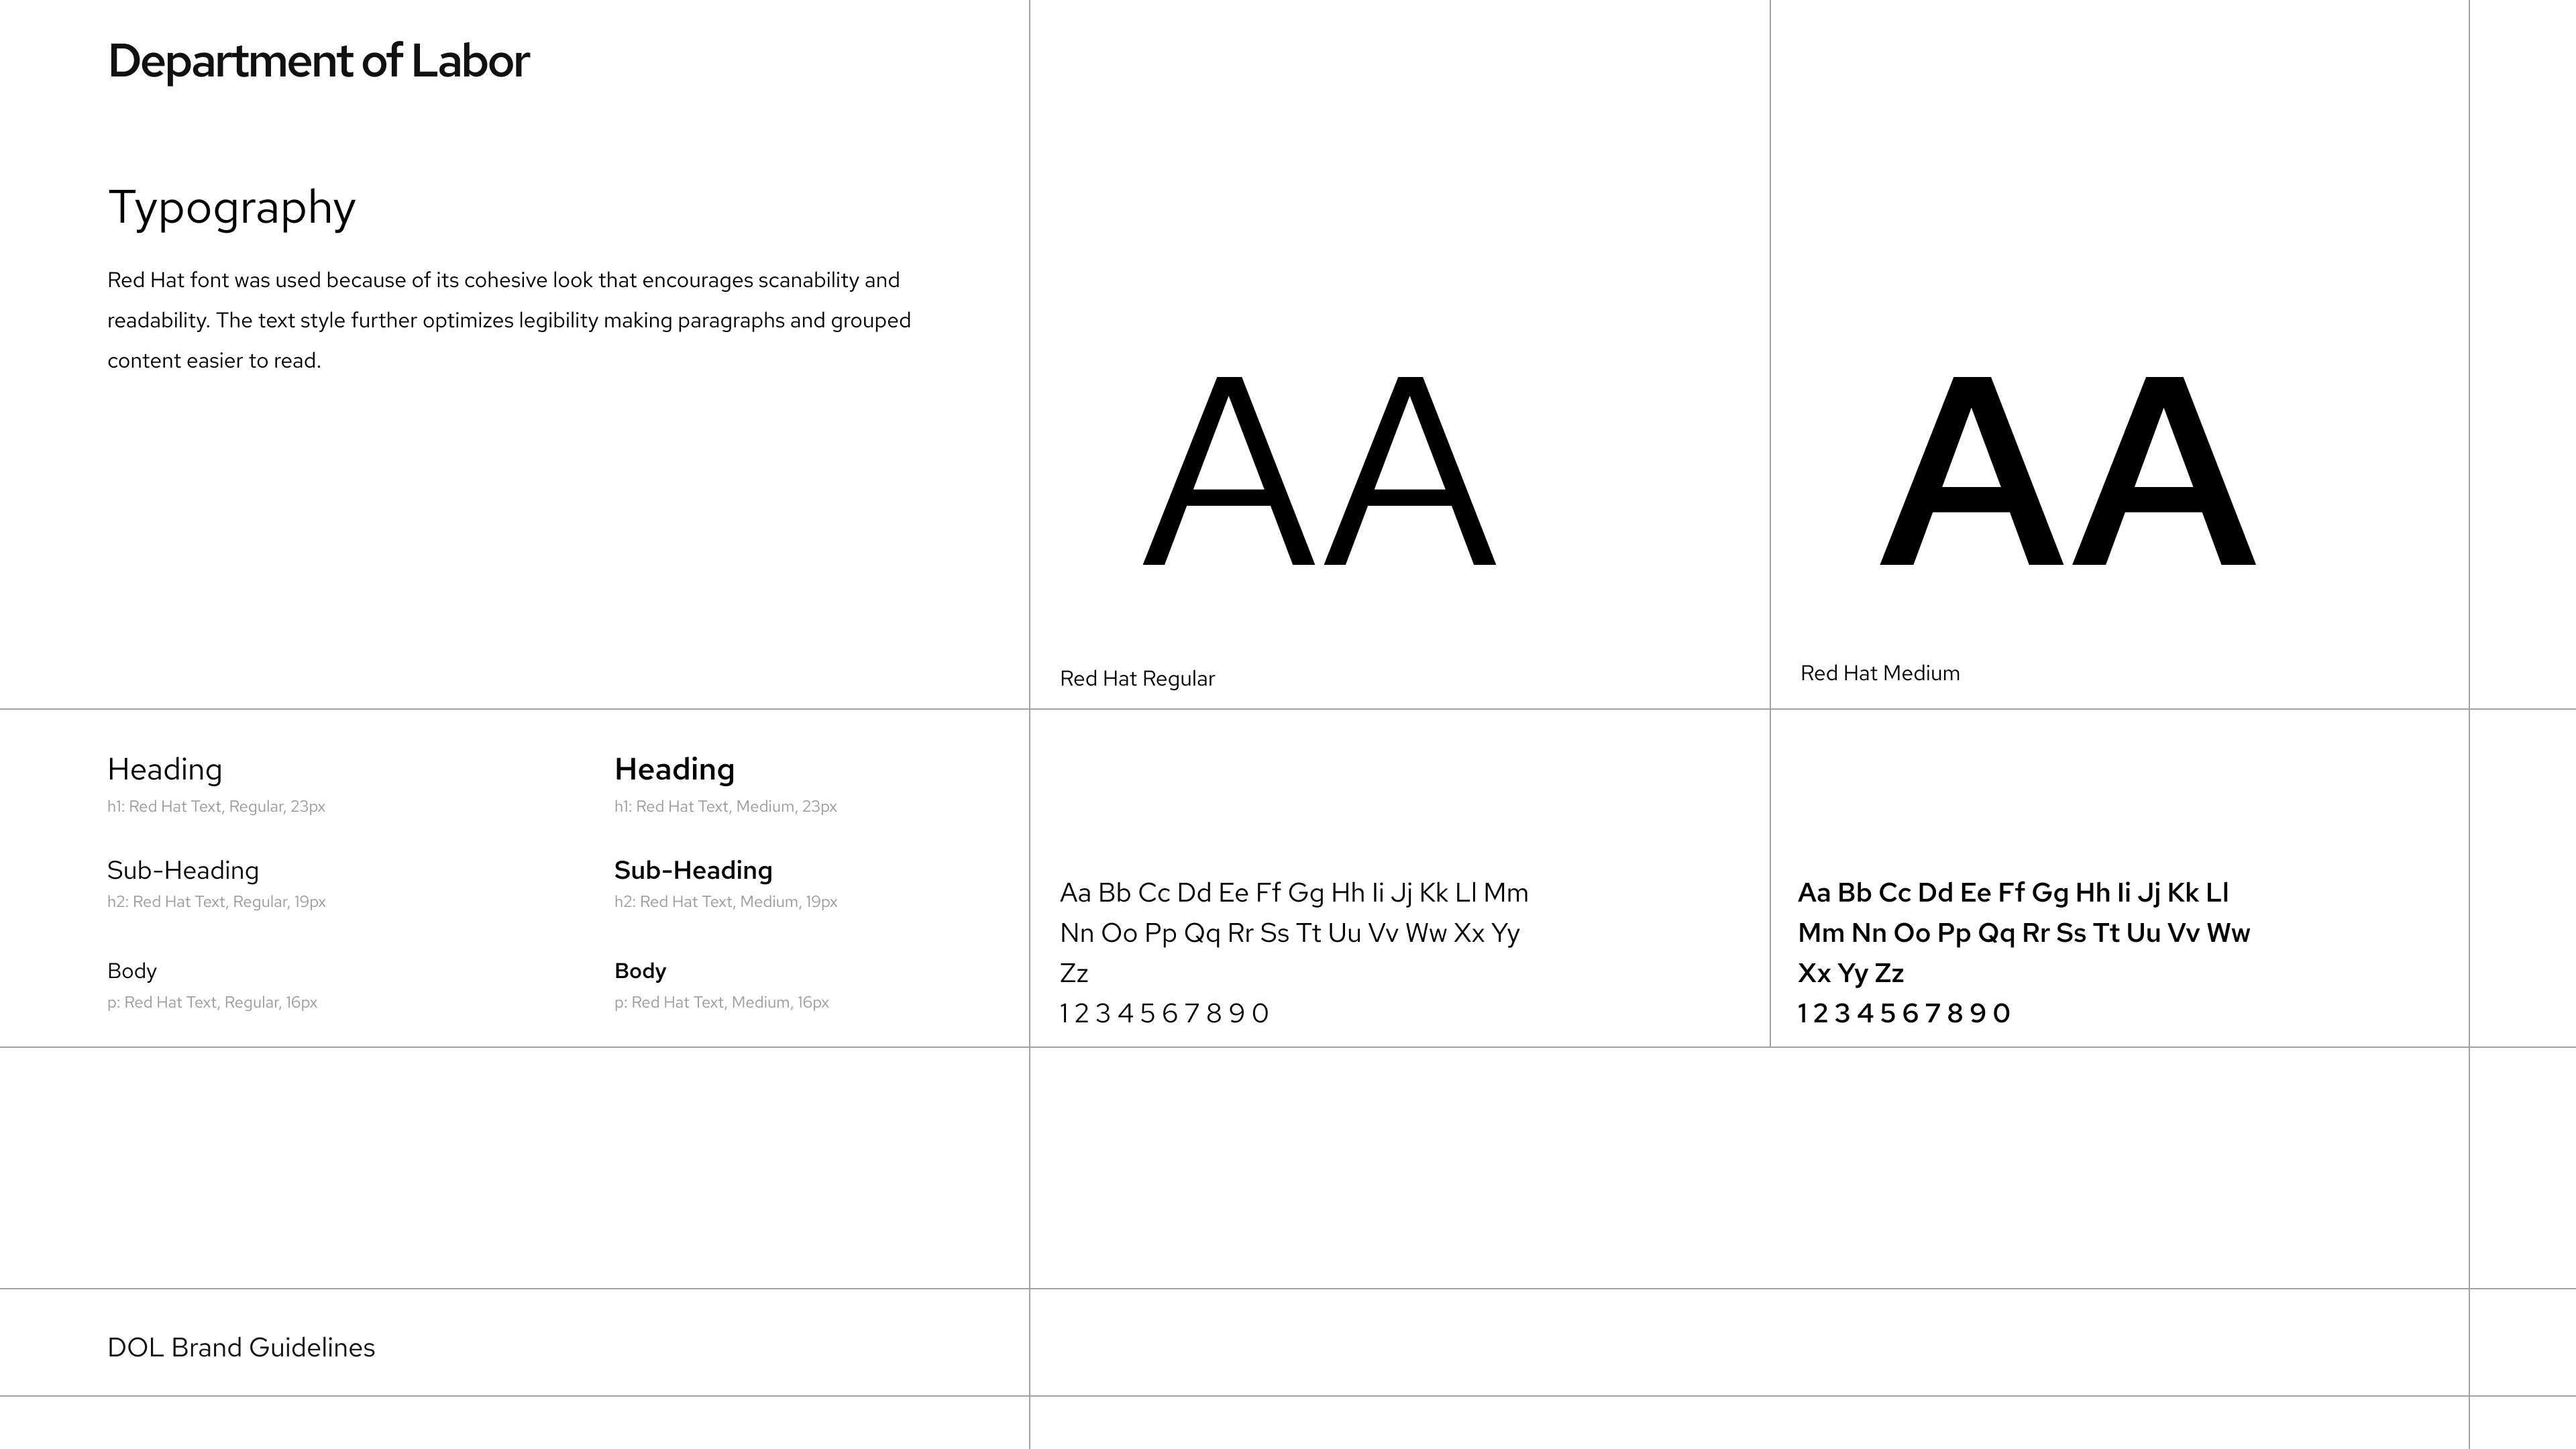 Department of Labor
Typography
Red Hat font was used because of its cohesive look that encourages scanability and
readability. The text style further optimizes legibility making paragraphs and grouped
content easier to read.
AA
Red Hat Regular
AA
Red Hat Medium
Heading
h1: Red Hat Text, Regular, 23px
Sub-Heading
h2: Red Hat Text, Regular, 19px
Body
p: Red Hat Text, Regular, 16px
Heading
h1: Red Hat Text, Medium, 23px
Sub-Heading
h2: Red Hat Text, Medium, 19px
Body
p: Red Hat Text, Medium, 16px
Aa Bb Cc Dd Ee Ff Gg Hh Ii Jj Kk Ll Mm
Nn Oo Pp Qq Rr Ss Tt Uu Vv Ww Xx Yy
Zz
1 2 3 4 5 6 7 8 9 0
Aa Bb Cc Dd Ee Ff Gg Hh Ii Jj Kk Ll
Mm Nn Oo Pp Qq Rr Ss Tt Uu Vv Ww
Xx Yy Zz
1 2 3 4 5 6 7 8 9 0
DOL Brand Guidelines